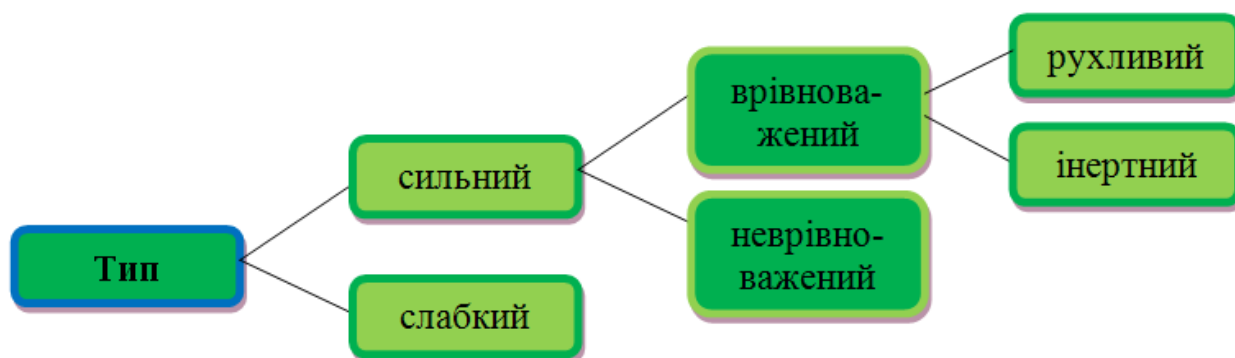 Тип
сильний
слабкий
врівнова-
жений
неврівно-
важений
рухливий
інертний